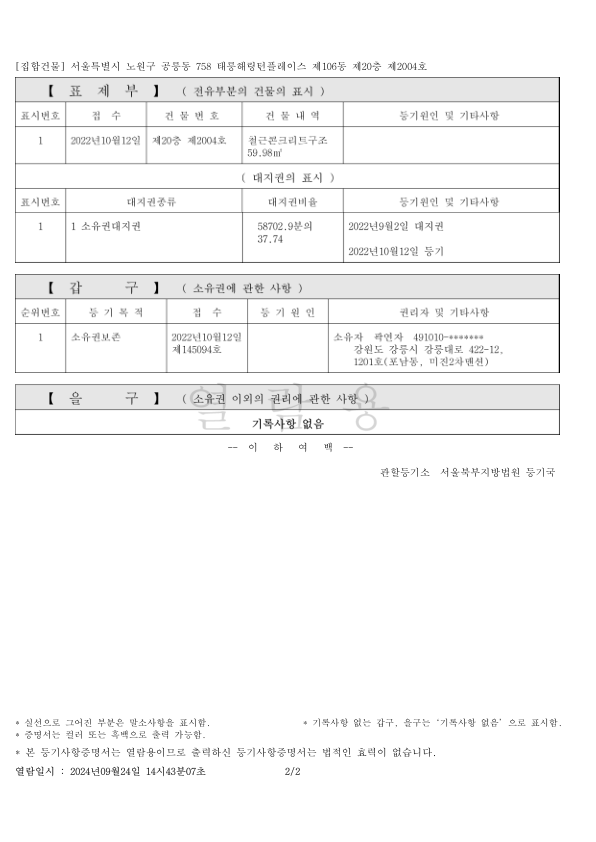 [집합건물] 서울특별시 노원구 공릉동 758 태릉해링턴플레이스 제106동 제20층 제2004호
【 표 제 부 】 ( 전유부분의 건물의 표시 )
표시번호 접 수 건 물 번 호 건 물 내 역 등기원인 및 기타사항
1 2022년10월12일 제20층 제2004호 철근콘크리트구조
59.98㎡
( 대지권의 표시 )
표시번호 대지권종류 대지권비율 등기원인 및 기타사항
1 1 소유권대지권 58702.9분의 2022년9월2일 대지권
37.74
2022년10월12일 등기
【 갑 구 】 ( 소유권에 관한 사항 )
순위번호 등 기 목 적 접 수 등 기 원 인 권리자 및 기타사항
1 소유권보존 2022년10월12일 소유자 곽연자 491010-*******
제145094호 강원도 강릉시 강릉대로 422-12,
1201호(포남동, 미진2차맨션)
【 을 구 】 ( 소유권 이외의 권리에 관한 사항 )
열 람 용
기록사항 없음
-- 이 하 여 백 --
관할등기소 서울북부지방법원 등기국
* 실선으로 그어진 부분은 말소사항을 표시함. * 기록사항 없는 갑구, 을구는 '기록사항 없음' 으로 표시함.
* 증명서는 컬러 또는 흑백으로 출력 가능함.
* 본 등기사항증명서는 열람용이므로 출력하신 등기사항증명서는 법적인 효력이 없습니다.
열람일시 : 2024년09월24일 14시43분07초 2/2